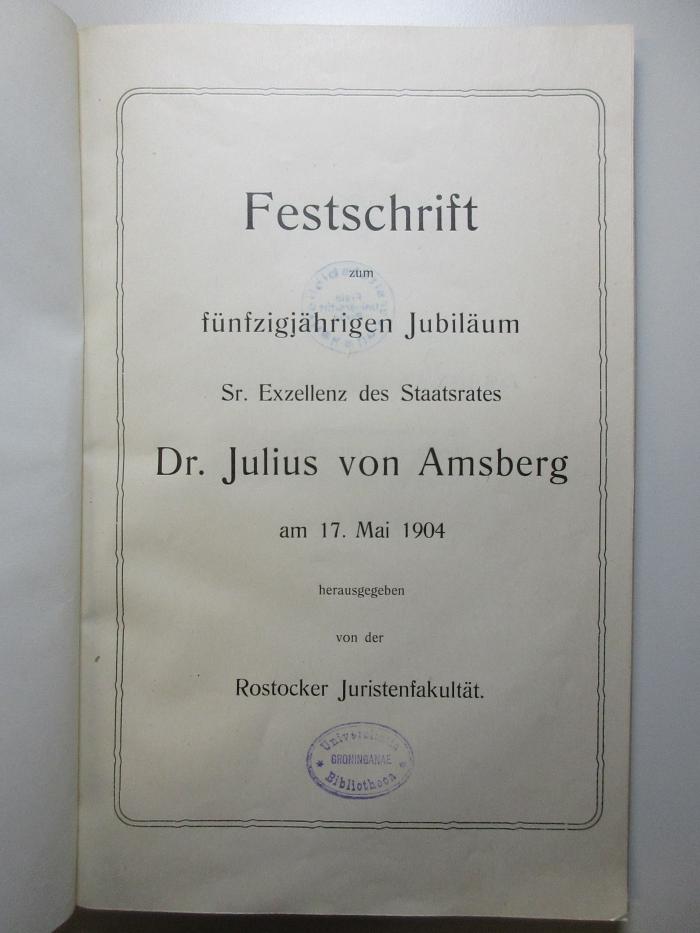 Festschrift
zum
fünfzigjährigen Jubiläum
Sr. Exzellenz des Staatsrates
Dr. Julius von Amsberg
am 17. Mai 1904
herausgegeben
von der
Rostocker Juristenfakultät.
Universitatis
GRONINGANAE
Bibliotheca